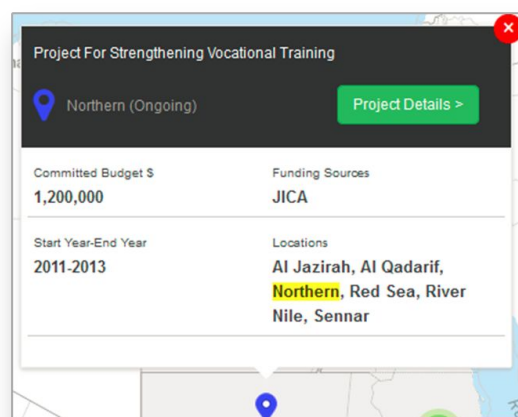 Project For Strengthening Vocational Training
Northern (Ongoing)
Project Details >
Committed Budget $
1,200,000
Funding Sources
JICA
Start Year-End Year
2011-2013
Locations
Al Jazirah, Al Qadarif,
Northern, Red Sea, River
Nile, Sennar